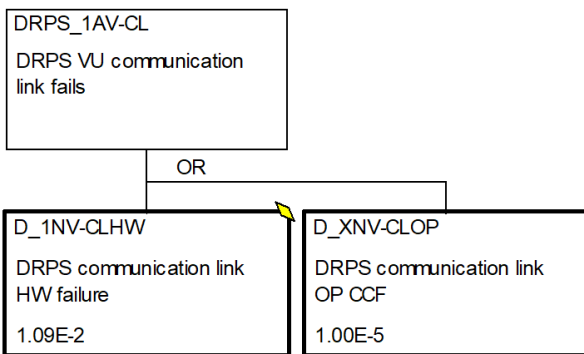 DRPS_1AV-CL
DRPS VU communication
link fails
OR
D_1NV-CLHW
DRPS communication link
HW failure
1.09E-2
D_XNV-CLOP
DRPS communication link
OP CCF
1.00E-5